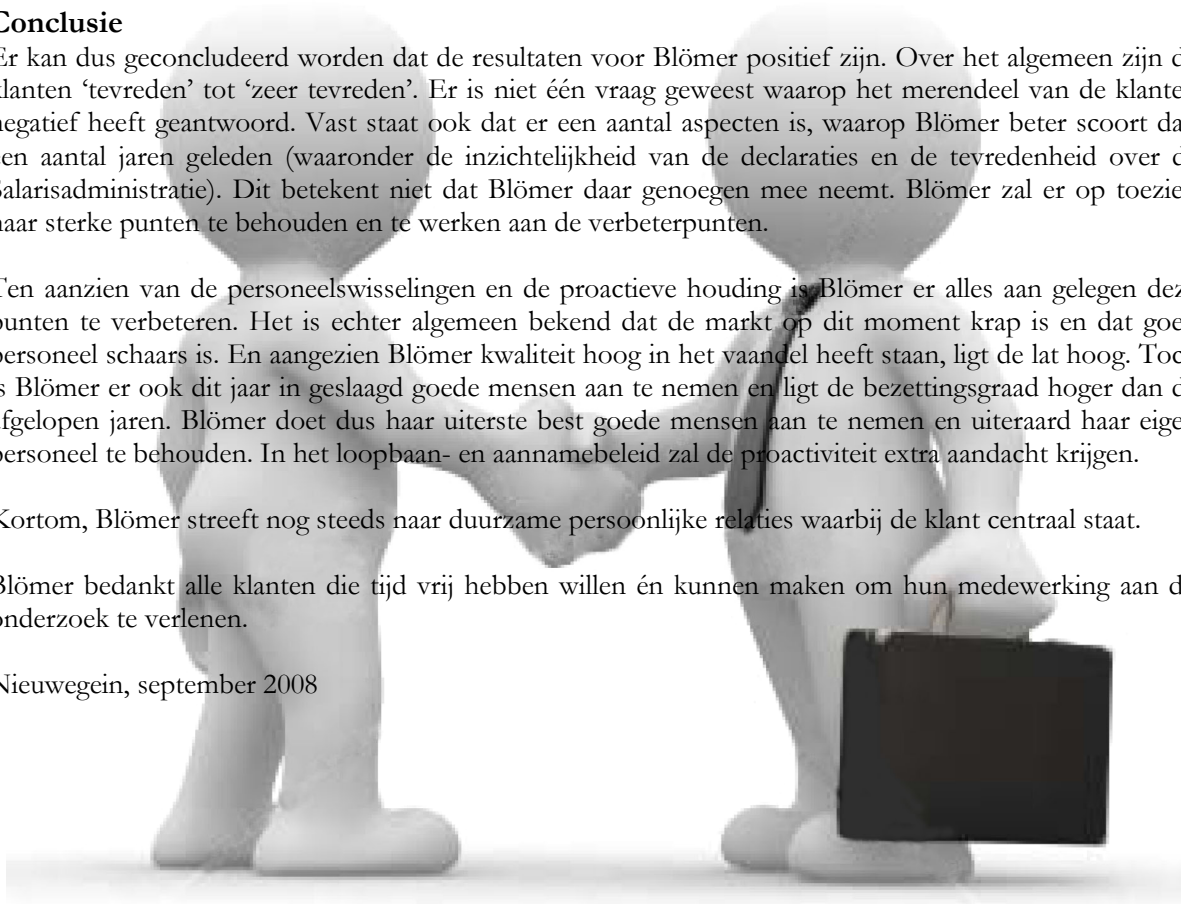 Conclusie
Er kan dus geconcludeerd worden dat de resultaten voor Blömer positief zijn. Over het algemeen zijn d
klanten ‘tevreden’ tot ‘zeer tevreden’. Er is niet één vraag geweest waarop het merendeel van de klante
negatief heeft geantwoord. Vast staat ook dat er een aantal aspecten is, waarop Blömer beter scoort da
een aantal jaren geleden (waaronder de inzichtelijkheid van de declaraties en de tevredenheid over d
Salarisadministratie). Dit betekent niet dat Blömer daar genoegen mee neemt. Blömer zal er op toezie
haar sterke punten te behouden en te werken aan de verbeterpunten.
Ten aanzien van de personeelswisselingen en de proactieve houding is Blömer er alles aan gelegen dez
punten te verbeteren. Het is echter algemeen bekend dat de markt op dit moment krap is en dat goe
personeel schaars is. En aangezien Blömer kwaliteit hoog in het vaandel heeft staan, ligt de lat hoog. Toc
is Blömer er ook dit jaar in geslaagd goede mensen aan te nemen en ligt de bezettingsgraad hoger dan d
afgelopen jaren. Blömer doet dus haar uiterste best goede mensen aan te nemen en uiteraard haar eige
personeel te behouden. In het loopbaan- en aannamebeleid zal de proactiviteit extra aandacht krijgen.
Kortom, Blömer streeft nog steeds naar duurzame persoonlijke relaties waarbij de klant centraal staat.
Blömer bedankt alle klanten die tijd vrij hebben willen én kunnen maken om hun medewerking aan d
onderzoek te verlenen.
Nieuwegein, september 2008